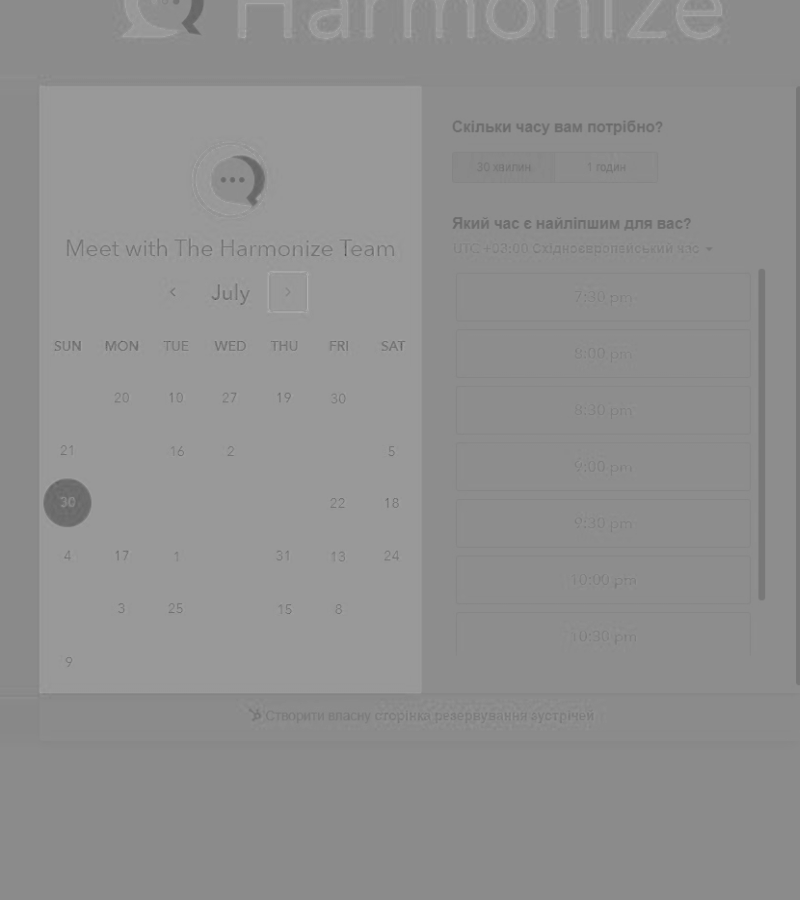 Harmonize
Meet with The Harmonize Team
July
SUN MON TUE WED THU FRI SAT
20 10 27 19 30
21 16 2 5
30 22 18
4 17 1 31 13 24
3 25 15 8
9
Скільки часу вам потрібно?
30 хвилин 1 годин
Який час є найліпшим для вас?
UTC +03:00 Східноєвропейський час
7:30 pm
8:00 pm
8:30 pm
9:00 pm
9:30 pm
10:00 pm
10:30 pm
Створити власну сторінка резервування зустрічей